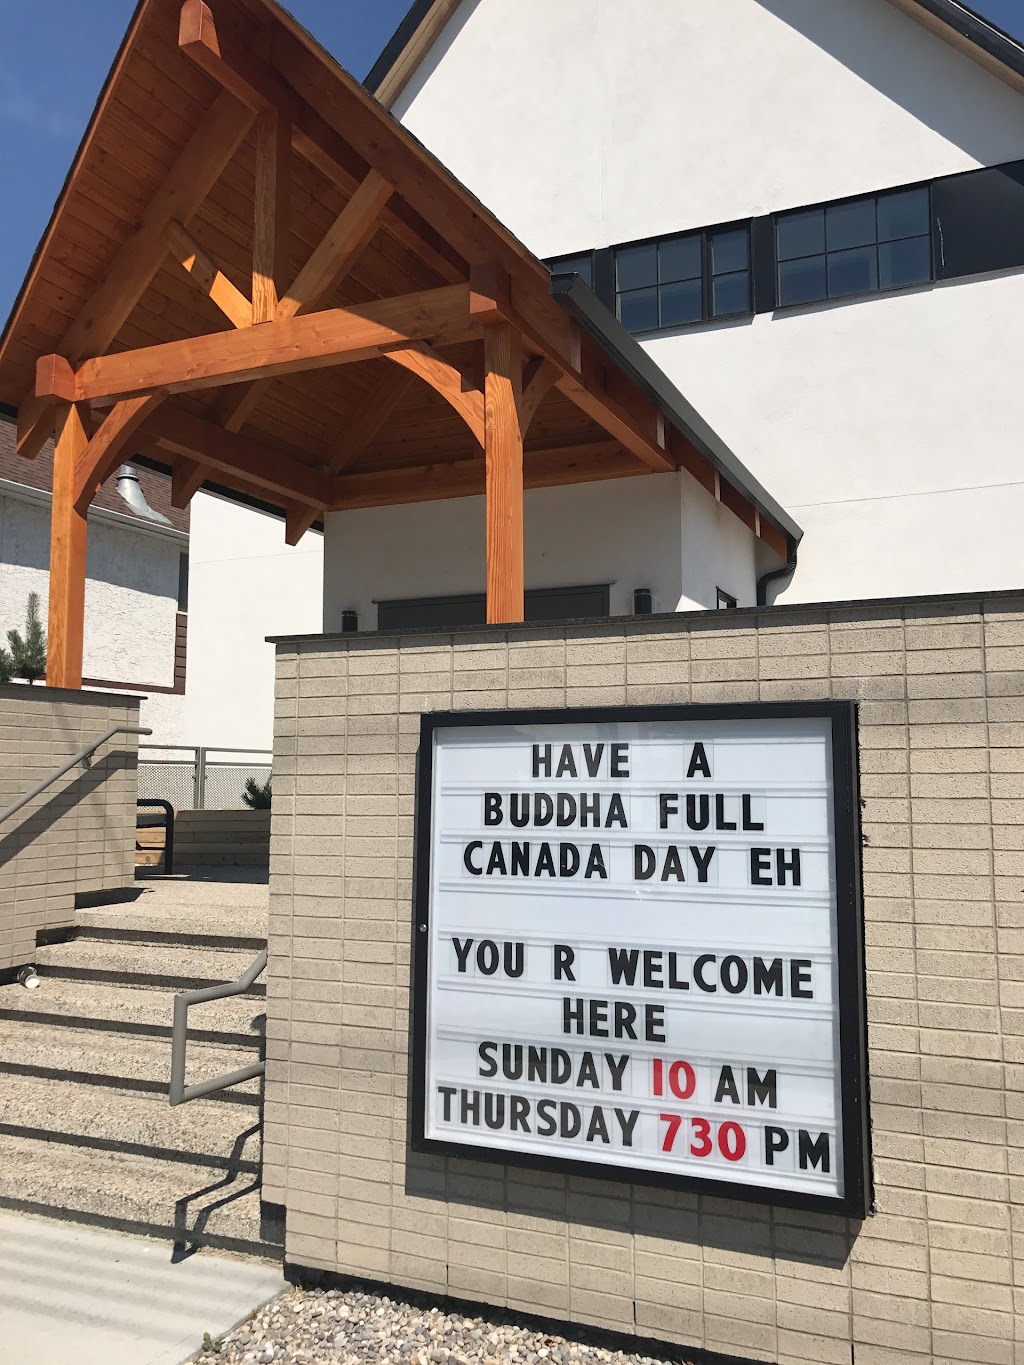 HAVE A
BUDDHA FULL
CANADA DAY EH
YOU R WELCOME
HERE
SUNDAY 10 AM
THURSDAY 730 PM